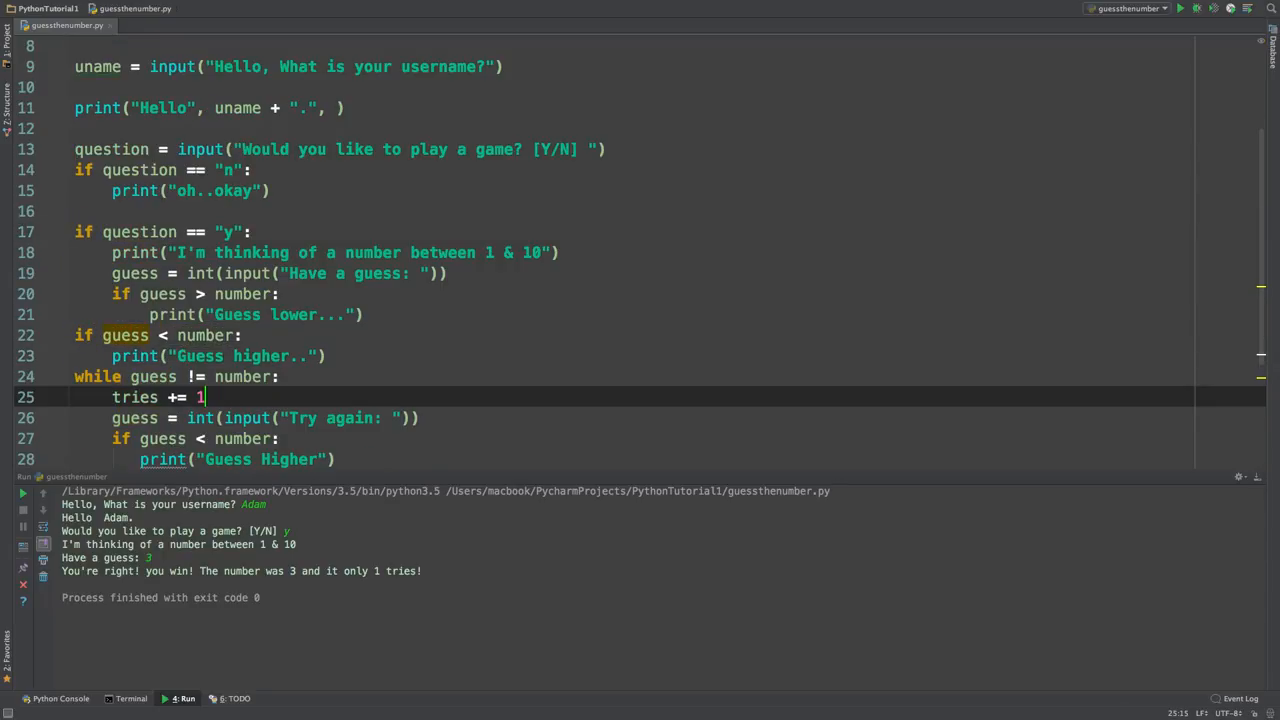 PythonTutorial1 guessthenumber.py guessthenumber
guessthenumber.py
1: Project
Z: Structure
2: Favorites
Database
8
9 uname = input("Hello, What is your username?")
10
11 print("Hello", uname + ".", )
12
13 question = input("Would you like to play a game? [Y/N] ")
14 if question == "n":
15 print("oh..okay")
16
17 if question == "y":
18 print("I'm thinking of a number between 1 & 10")
19 guess = int(input("Have a guess: "))
20 if guess > number:
21 print("Guess lower...")
22 if guess < number:
23 print("Guess higher..")
24 while guess != number:
25 tries += 1
26 guess = int(input("Try again: "))
27 if guess < number:
28 print("Guess Higher")
Run guessthenumber
/Library/Frameworks/Python.framework/Versions/3.5/bin/python3.5 /Users/macbook/PycharmProjects/PythonTutorial1/guessthenumber.py
Hello, What is your username? Adam
Hello Adam.
Would you like to play a game? [Y/N] y
I'm thinking of a number between 1 & 10
Have a guess: 3
You're right! you win! The number was 3 and it only 1 tries!
Process finished with exit code 0
Python Console Terminal 4: Run 6: TODO Event Log
25:15 LF÷ UTF-8÷